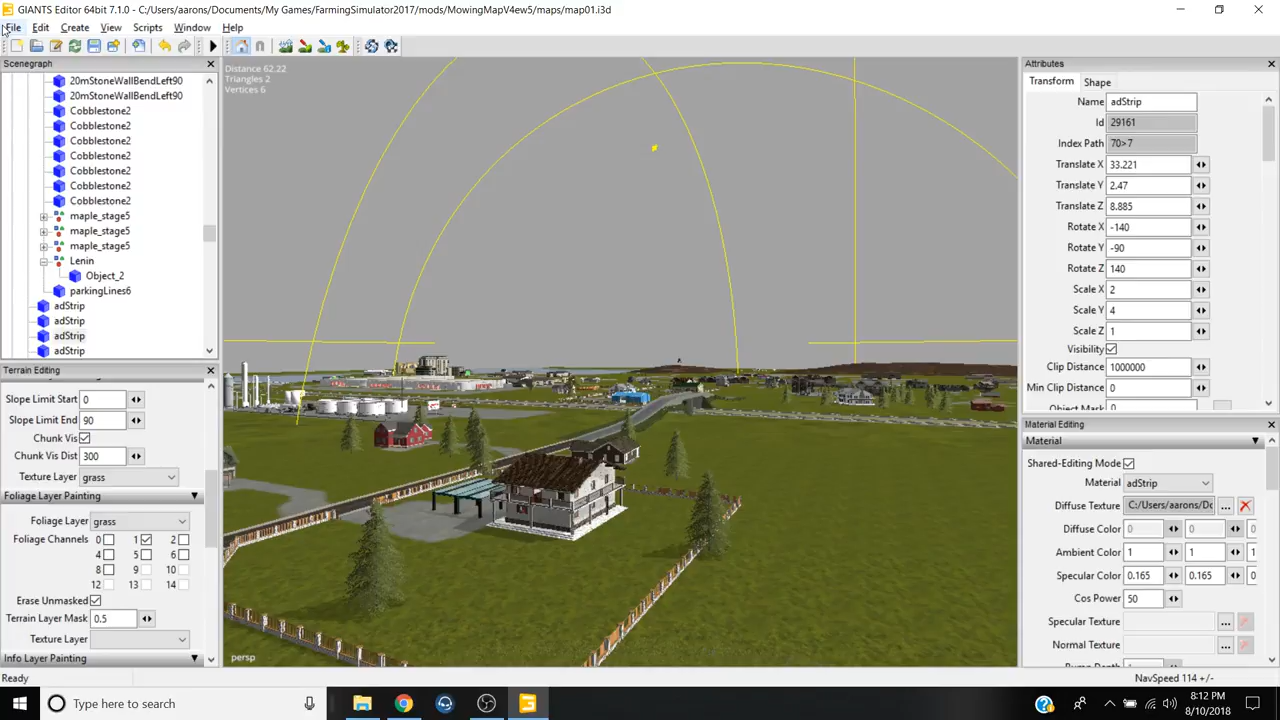 GIANTS Editor 64bit 7.1.0 - C:/Users/aarons/Documents/My Games/FarmingSimulator2017/mods/MowingMapV4ew5/maps/map01.i3d
File Edit Create View Scripts Window Help
Scenegraph
20mStoneWallBendLeft90
20mStoneWallBendLeft90
Cobblestone2
Cobblestone2
Cobblestone2
Cobblestone2
Cobblestone2
Cobblestone2
Cobblestone2
maple_stage5
maple_stage5
maple_stage5
Lenin
Object_2
parkingLines6
adStrip
adStrip
adStrip
adStrip
Terrain Editing
Slope Limit Start 0
Slope Limit End 90
Chunk Vis
Chunk Vis Dist 300
Texture Layer grass
Foliage Layer Painting
Foliage Layer grass
Foliage Channels 0 1 2
4 5 6
8 9 10
12 13 14
Erase Unmasked
Terrain Layer Mask 0.5
Texture Layer
Info Layer Painting
Ready
Distance 62.22
Triangles 2
Vertices 6
persp
Attributes
Transform Shape
Name adStrip
Id 29161
Index Path 70>7
Translate X 33.221
Translate Y 2.47
Translate Z 8.885
Rotate X -140
Rotate Y -90
Rotate Z 140
Scale X 2
Scale Y 4
Scale Z 1
Visibility
Clip Distance 1000000
Min Clip Distance 0
Object Mask 0
Material Editing
Material
Shared-Editing Mode
Material adStrip
Diffuse Texture C:/Users/aarons/Dc ...
Diffuse Color 0 0 0
Ambient Color 1 1 1
Specular Color 0.165 0.165 0
Cos Power 50
Specular Texture ...
Normal Texture ...
Bump Depth
NavSpeed 114 +/-
Type here to search
8:12 PM
8/10/2018